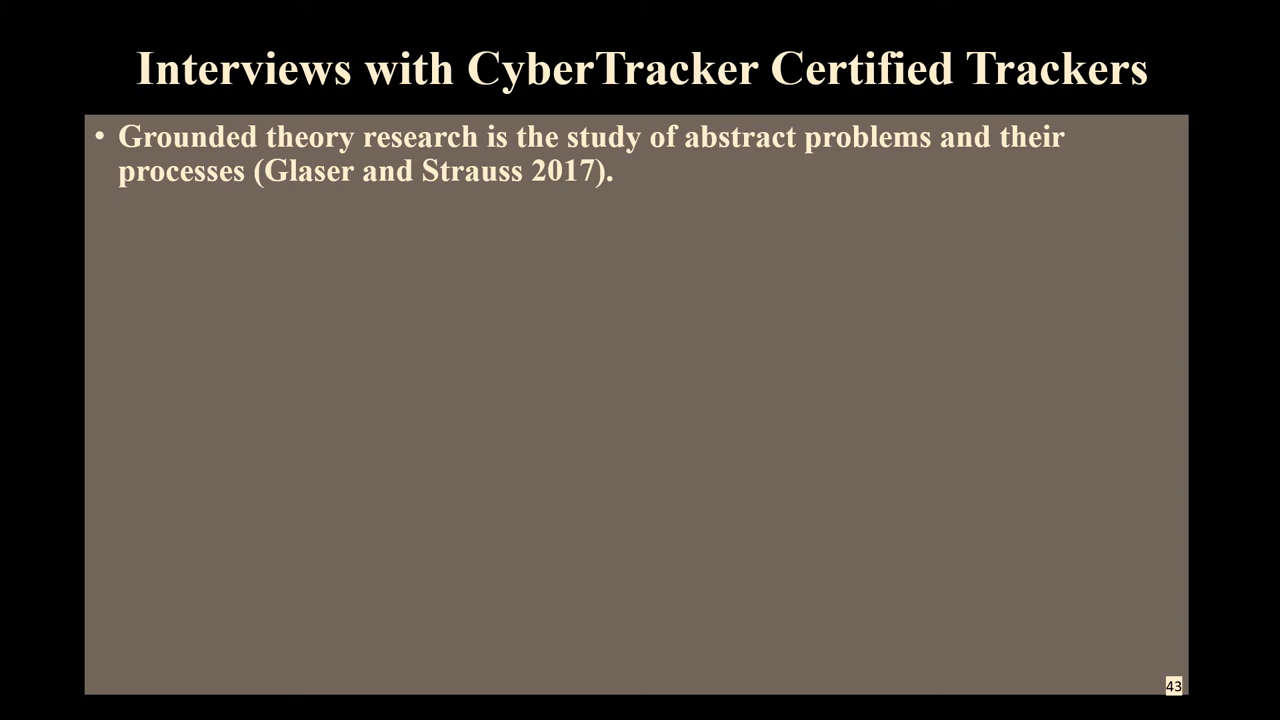 Interviews with CyberTracker Certified Trackers
• Grounded theory research is the study of abstract problems and their
processes (Glaser and Strauss 2017).
43